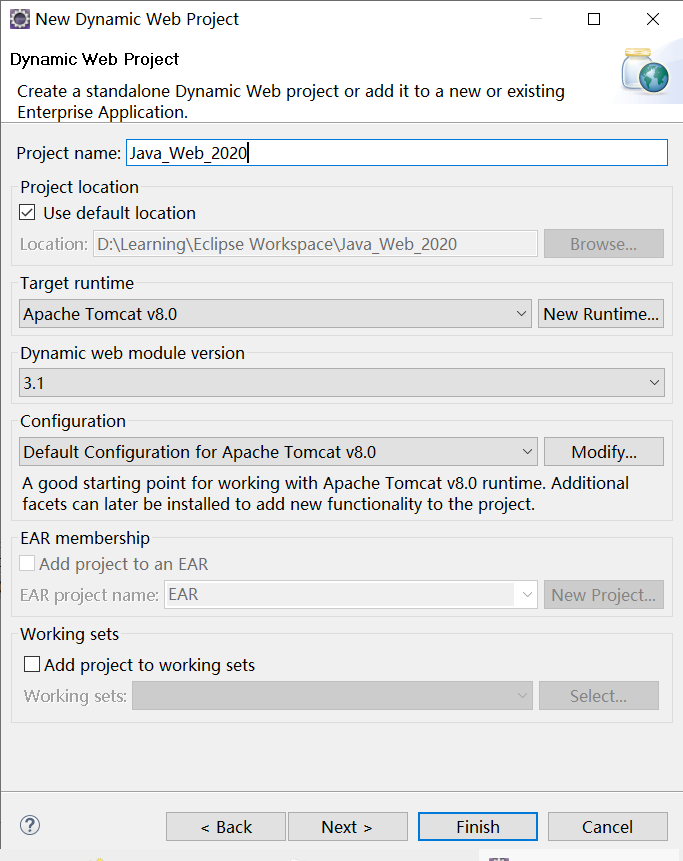 New Dynamic Web Project
Dynamic Web Project
Create a standalone Dynamic Web project or add it to a new or existing
Enterprise Application.
Project name: Java_Web_2020
Project location
Use default location
Location: D:\Learning\Eclipse Workspace\Java_Web_2020 Browse...
Target runtime
Apache Tomcat v8.0 New Runtime...
Dynamic web module version
3.1
Configuration
Default Configuration for Apache Tomcat v8.0 Modify...
A good starting point for working with Apache Tomcat v8.0 runtime. Additional
facets can later be installed to add new functionality to the project.
EAR membership
Add project to an EAR
EAR project name: EAR New Project...
Working sets
Add project to working sets
Working sets: Select...
? < Back Next > Finish Cancel